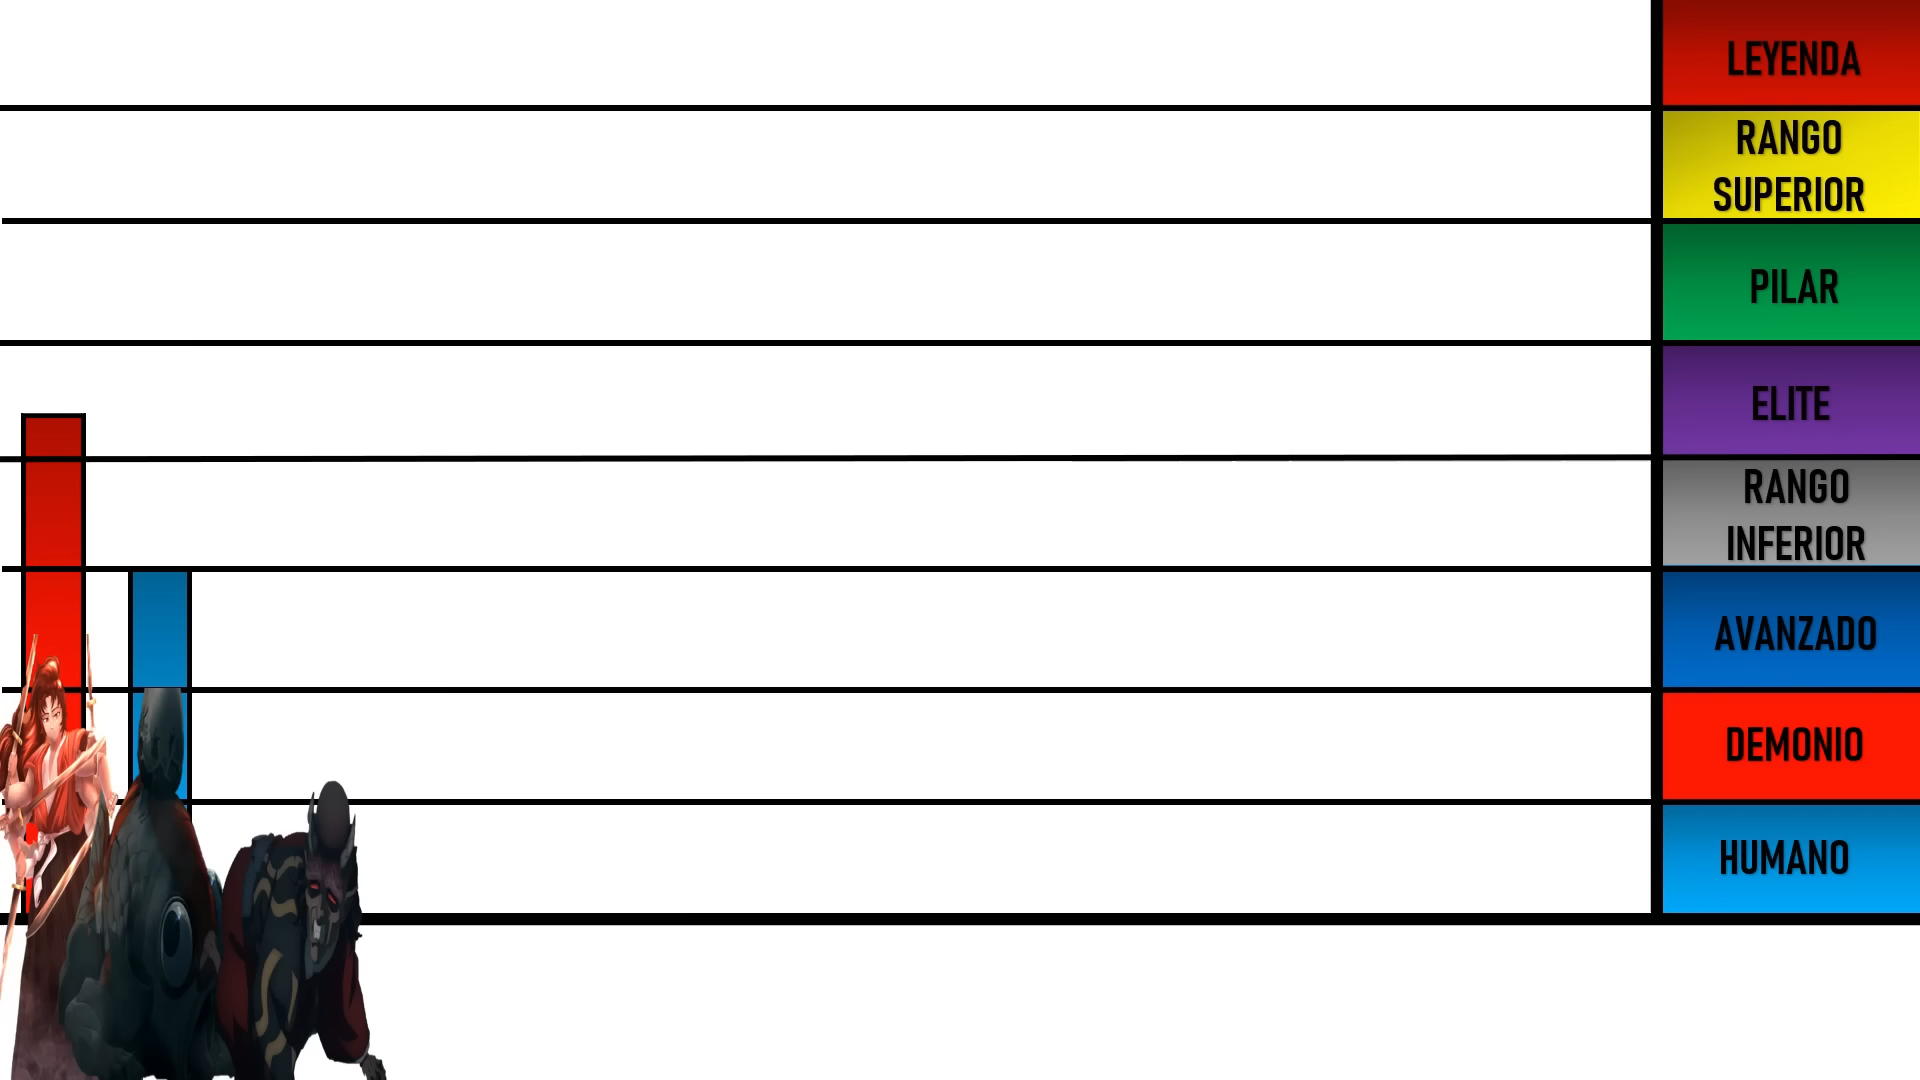 LEYENDA
RANGO
SUPERIOR
PILAR
ELITE
RANGO
INFERIOR
AVANZADO
DEMONIO
HUMANO